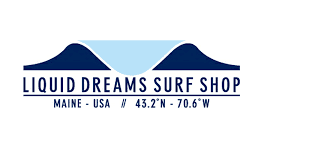 LIQUID DREAMS SURF SHOP
MAINE - USA // 43.2°N - 70.6°W